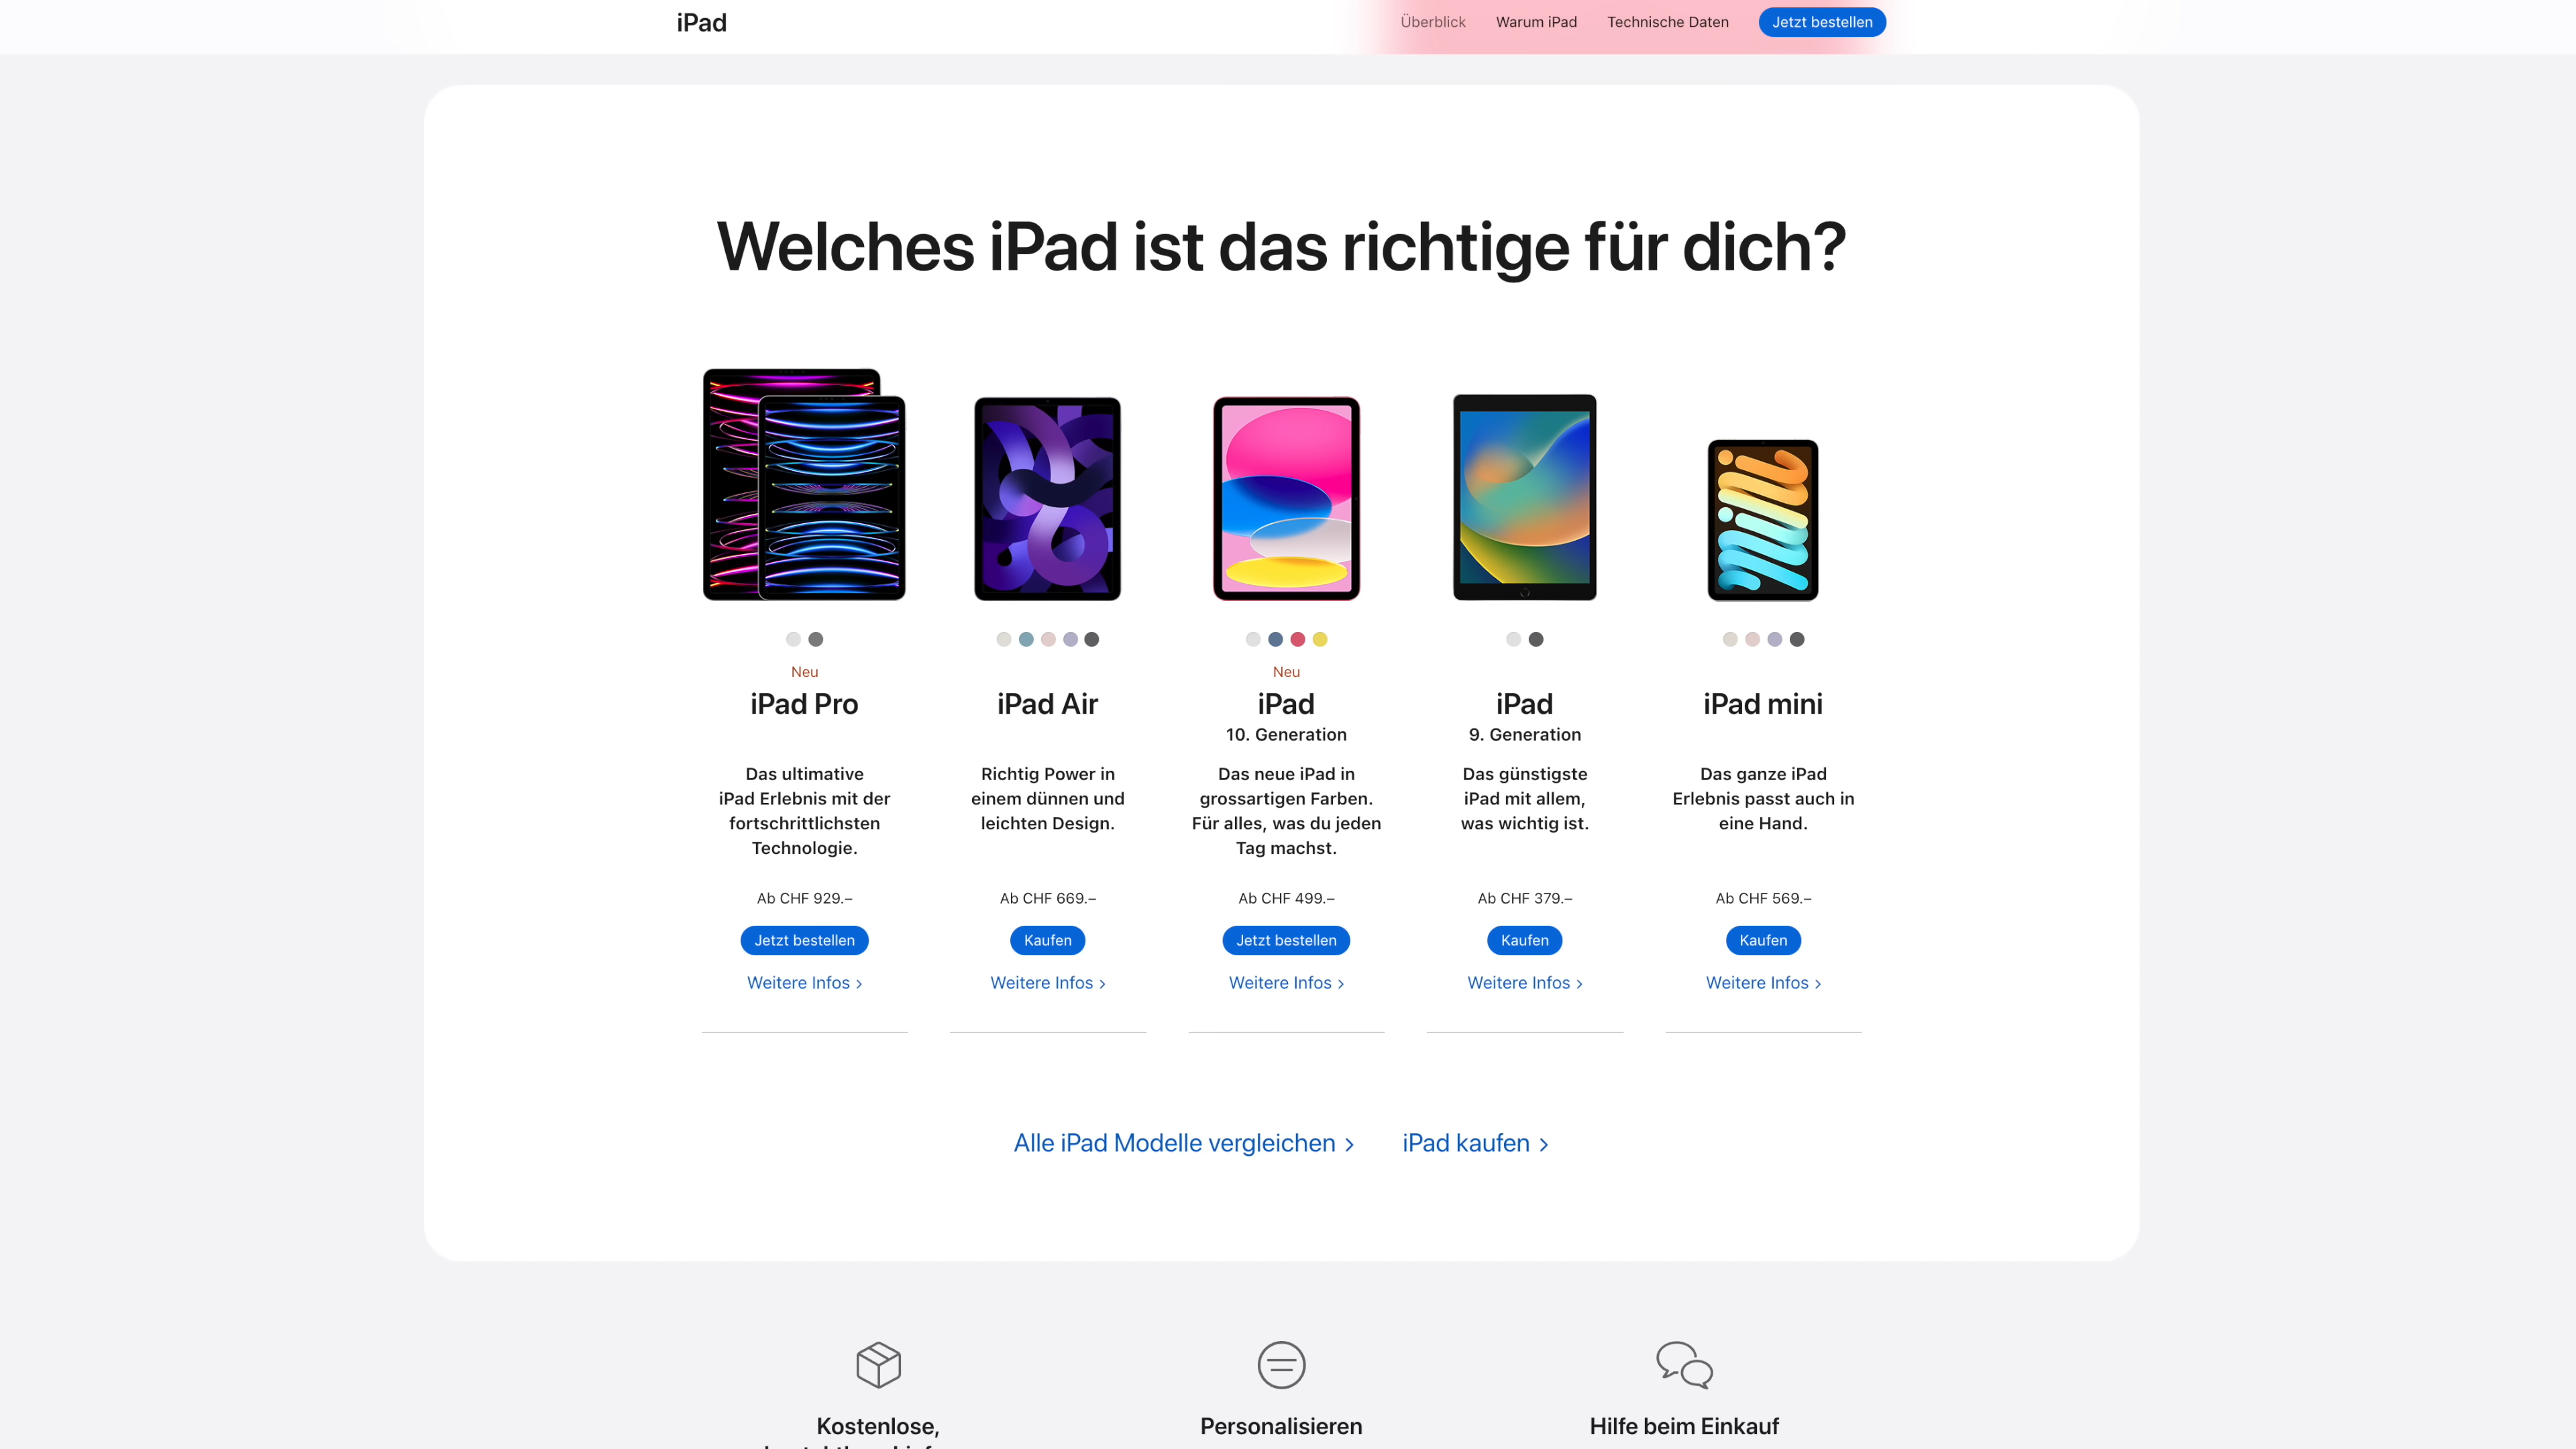 iPad
Überblick
Warum iPad
Technische Daten
Jetzt bestellen
Welches iPad ist das richtige für dich?
Neu
iPad Pro
Das ultimative
iPad Erlebnis mit der
fortschrittlichsten
Technologie.
Ab CHF 929.–
Jetzt bestellen
Weitere Infos >
iPad Air
Richtig Power in
einem dünnen und
leichten Design.
Ab CHF 669.–
Kaufen
Weitere Infos >
Neu
iPad
10. Generation
Das neue iPad in
grossartigen Farben.
Für alles, was du jeden
Tag machst.
Ab CHF 499.–
Jetzt bestellen
Weitere Infos >
iPad
9. Generation
Das günstigste
iPad mit allem,
was wichtig ist.
Ab CHF 379.–
Kaufen
Weitere Infos >
iPad mini
Das ganze iPad
Erlebnis passt auch in
eine Hand.
Ab CHF 569.–
Kaufen
Weitere Infos >
Alle iPad Modelle vergleichen >
iPad kaufen >
Kostenlose,
Personalisieren
Hilfe beim Einkauf